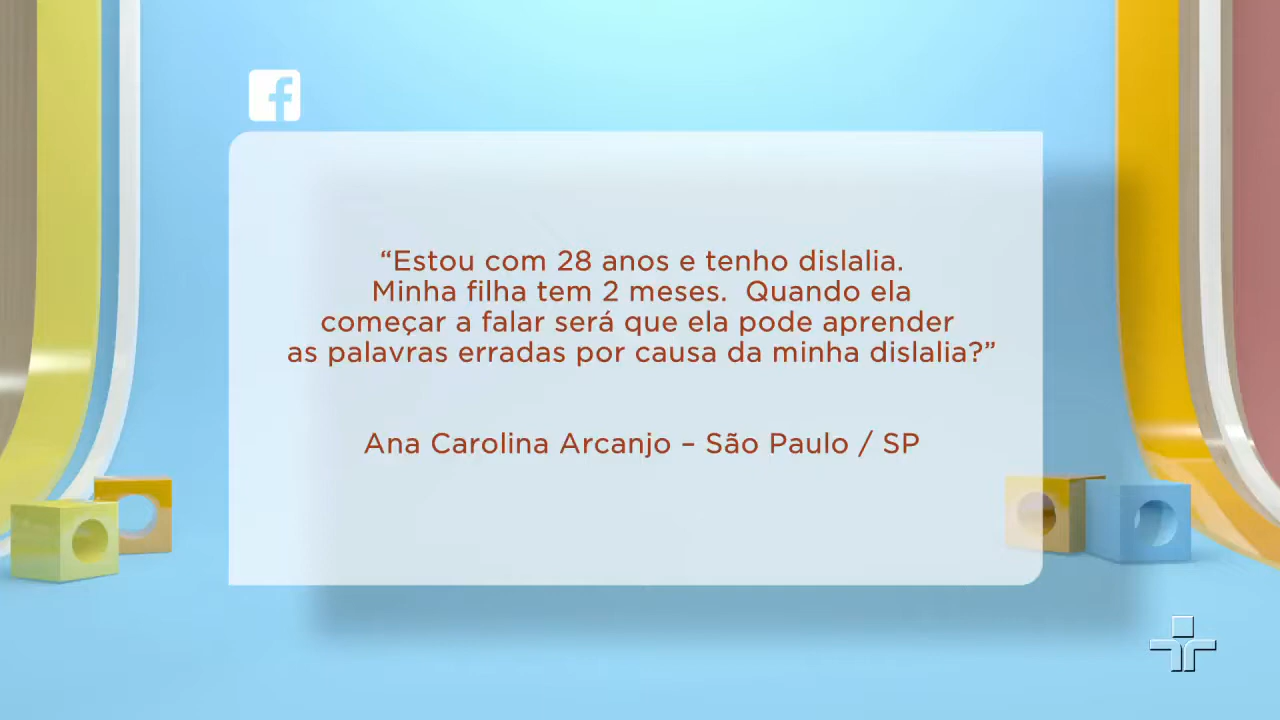 “Estou com 28 anos e tenho dislalia.
Minha filha tem 2 meses.  Quando ela
começar a falar será que ela pode aprender
as palavras erradas por causa da minha dislalia?”
Ana Carolina Arcanjo – São Paulo / SP